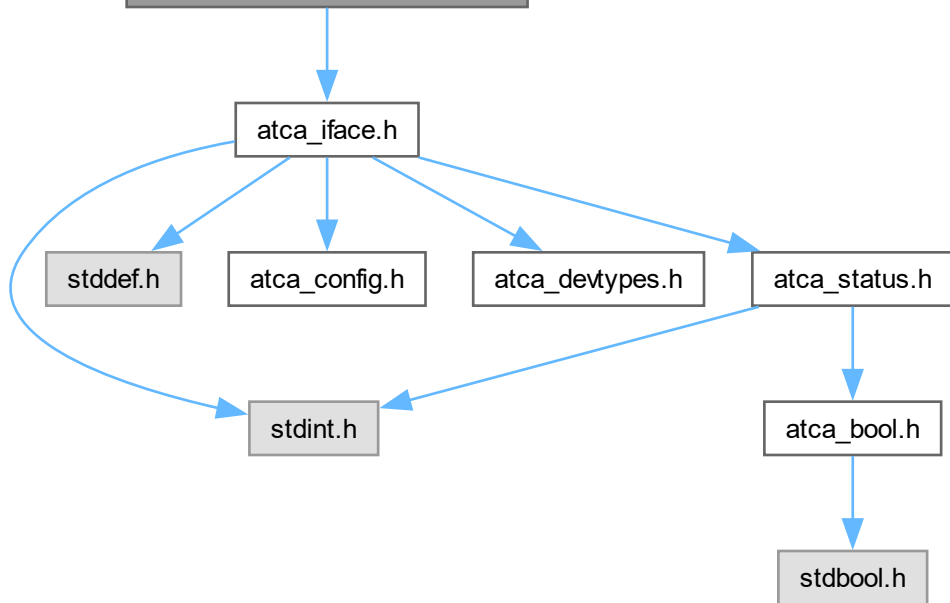 atca_iface.h
stddef.h
atca_config.h
atca_devtypes.h
atca_status.h
stdint.h
atca_bool.h
stdbool.h